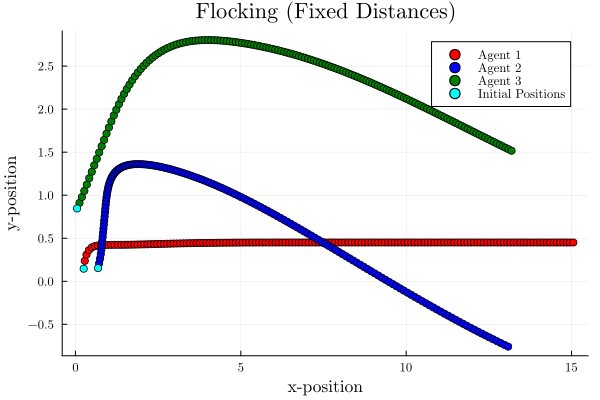 Flocking (Fixed Distances)
Agent 1
Agent 2
Agent 3
Initial Positions
2.5
2.0
1.5
1.0
0.5
0.0
−0.5
y-position
0
5
10
15
x-position